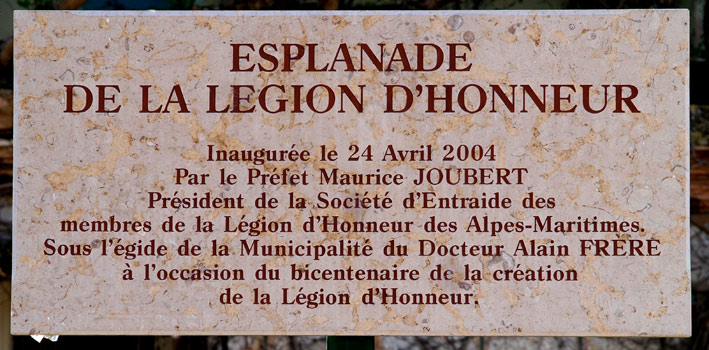 ESPLANADE
DE LA LEGION D'HONNEUR
Inaugurée le 24 Avril 2004
Par le Préfet Maurice JOUBERT
Président de la Société d'Entraide des
membres de la Légion d'Honneur des Alpes-Maritimes.
Sous l'égide de la Municipalité du Docteur Alain FRERE
à l'occasion du bicentenaire de la création
de la Légion d'Honneur.